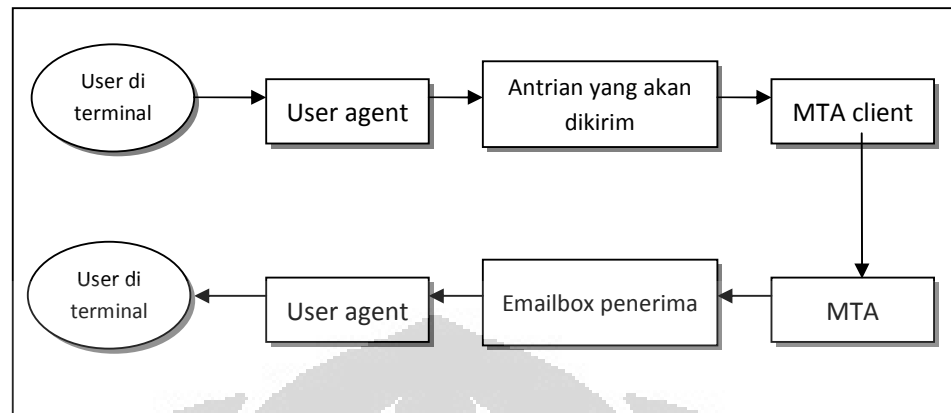 User di
terminal
User agent
Antrian yang akan
dikirim
MTA client
User di
terminal
User agent
Emailbox penerima
MTA